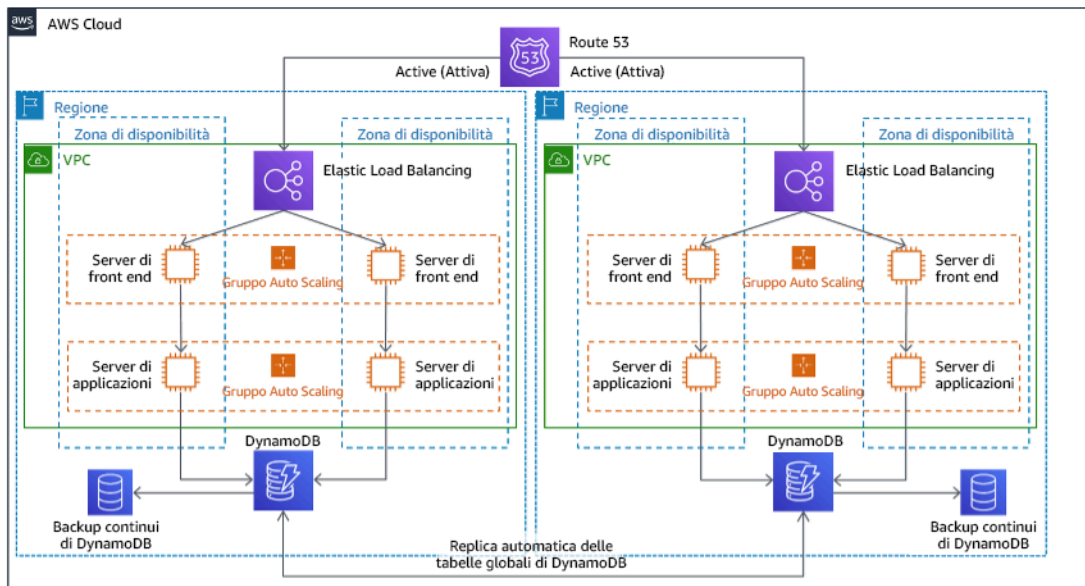 aws
AWS Cloud
Route 53
53
Active (Attiva)
Active (Attiva)
Regione
Zona di disponibilità
Zona di disponibilità
VPC
Elastic Load Balancing
Server di
front end
Gruppo Auto Scaling
Server di
front end
Server di
applicazioni
Gruppo Auto Scaling
Server di
applicazioni
DynamoDB
Backup continui
di DynamoDB
Regione
Zona di disponibilità
Zona di disponibilità
VPC
Elastic Load Balancing
Server di
front end
Gruppo Auto Scaling
Server di
front end
Server di
applicazioni
Gruppo Auto Scaling
Server di
applicazioni
DynamoDB
Backup continui
di DynamoDB
Replica automatica delle
tabelle globali di DynamoDB